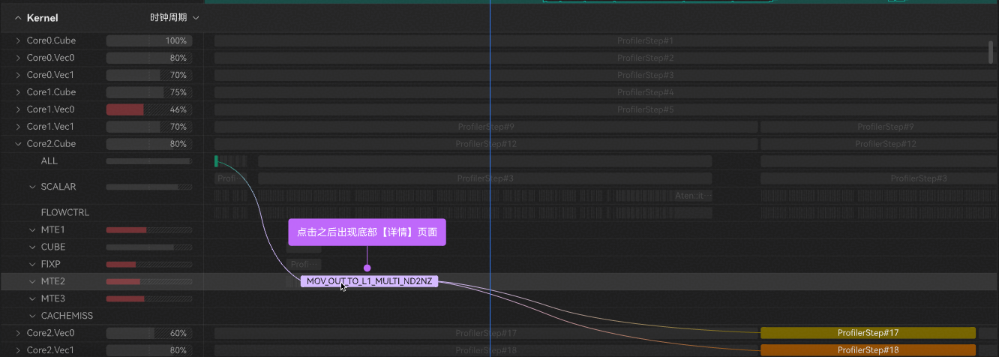 Kernel 时钟周期
Core0.Cube 100% ProfilerStep#1
Core0.Vec0 80% ProfilerStep#2
Core0.Vec1 70% ProfilerStep#3
Core1.Cube 75% ProfilerStep#4
Core1.Vec0 46% ProfilerStep#5
Core1.Vec1 70% ProfilerStep#9 ProfilerStep#9
Core2.Cube 80% ProfilerStep#12 ProfilerStep#12
ALL
Profi··· ProfilerStep#3 ProfilerStep#3
SCALAR
Aten::it···
FLOWCTRL
MTE1
点击之后出现底部【详情】页面
CUBE
FIXP Profi···
MTE2 MOV_OUT_TO_L1_MULTI_ND2NZ
MTE3
CACHEMISS
Core2.Vec0 60% ProfilerStep#17 ProfilerStep#17
Core2.Vec1 80% ProfilerStep#18 ProfilerStep#18